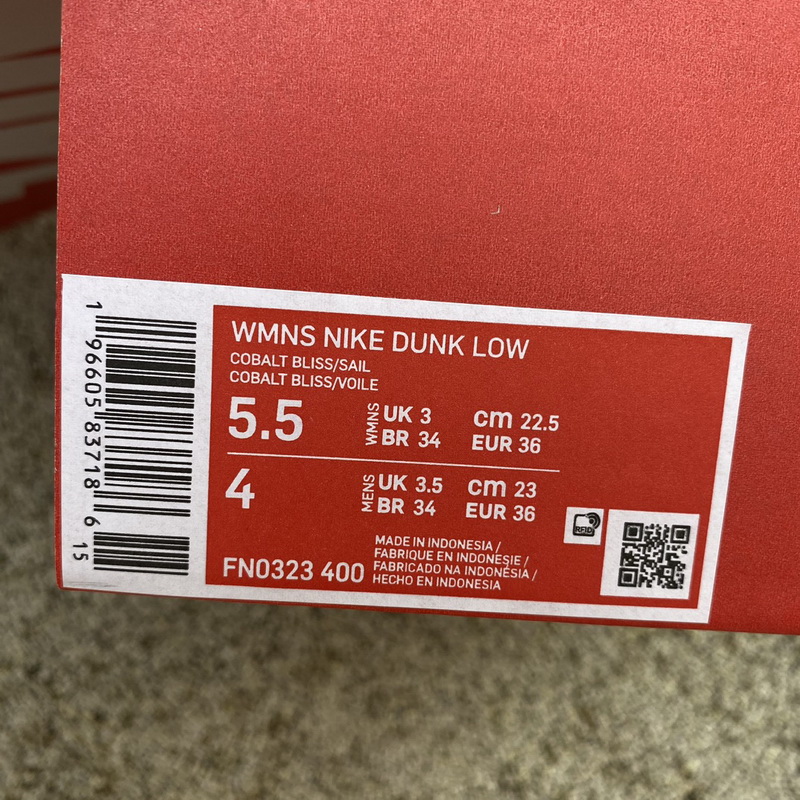 WMNS NIKE DUNK LOW
COBALT BLISS/SAIL
COBALT BLISS/VOILE
5.5
WMNS
UK 3 cm 22.5
BR 34 EUR 36
4
MENS
UK 3.5 cm 23
BR 34 EUR 36
FN0323 400
MADE IN INDONESIA /
FABRIQUE EN INDONESIE /
FABRICADO NA INDONÉSIA /
HECHO EN INDONESIA
RFID
1 96605 83718 6 15